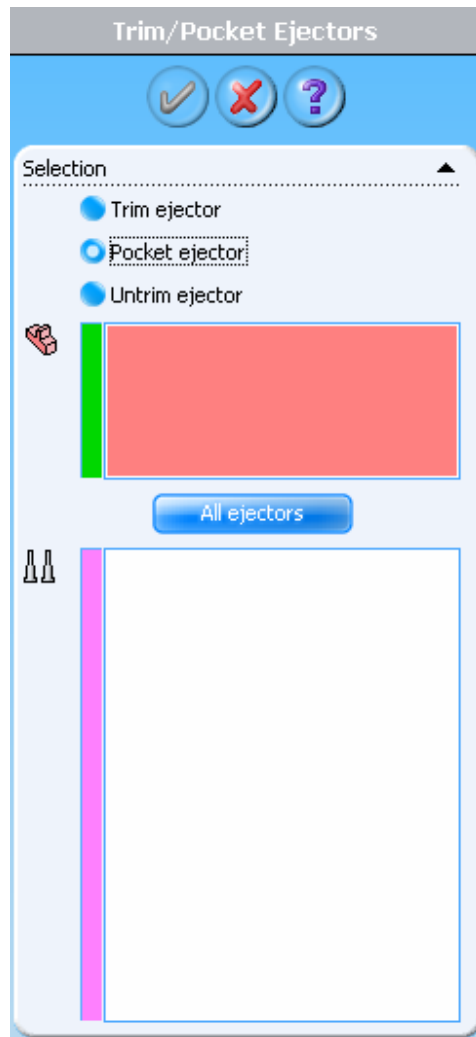 Trim/Pocket Ejectors
?
Selection
Trim ejector
Pocket ejector
Untrim ejector
All ejectors